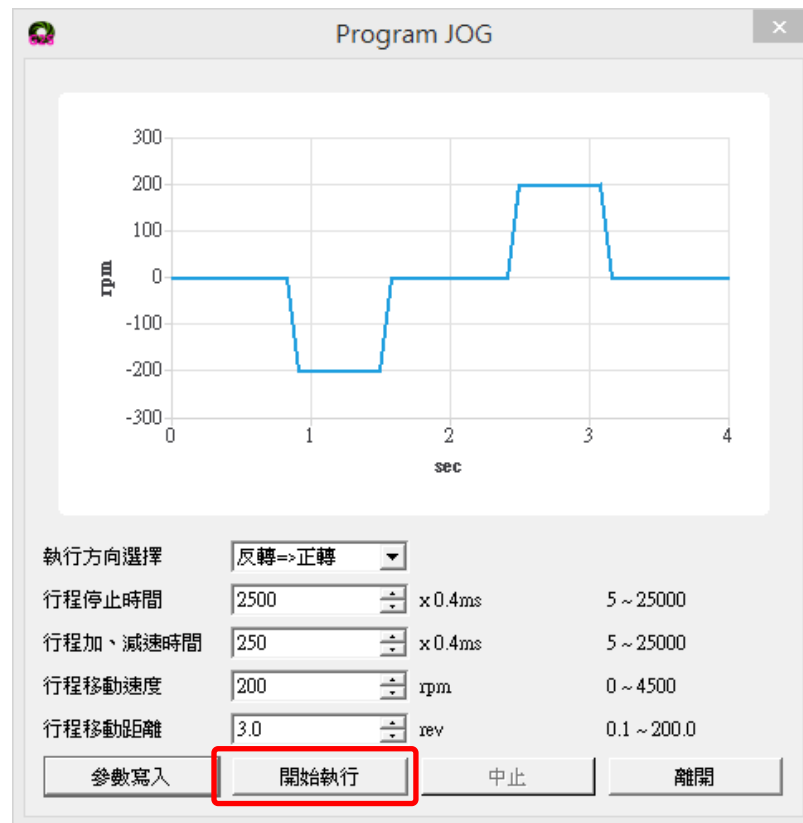 Program JOG
300
200
100
0
-100
-200
-300
rpm
0 1 2 3 4
sec
執行方向選擇 反轉=>正轉
行程停止時間 2500 x 0.4ms 5 ~ 25000
行程加、減速時間 250 x 0.4ms 5 ~ 25000
行程移動速度 200 rpm 0 ~ 4500
行程移動距離 3.0 rev 0.1 ~ 200.0
參數寫入 開始執行 中止 離開